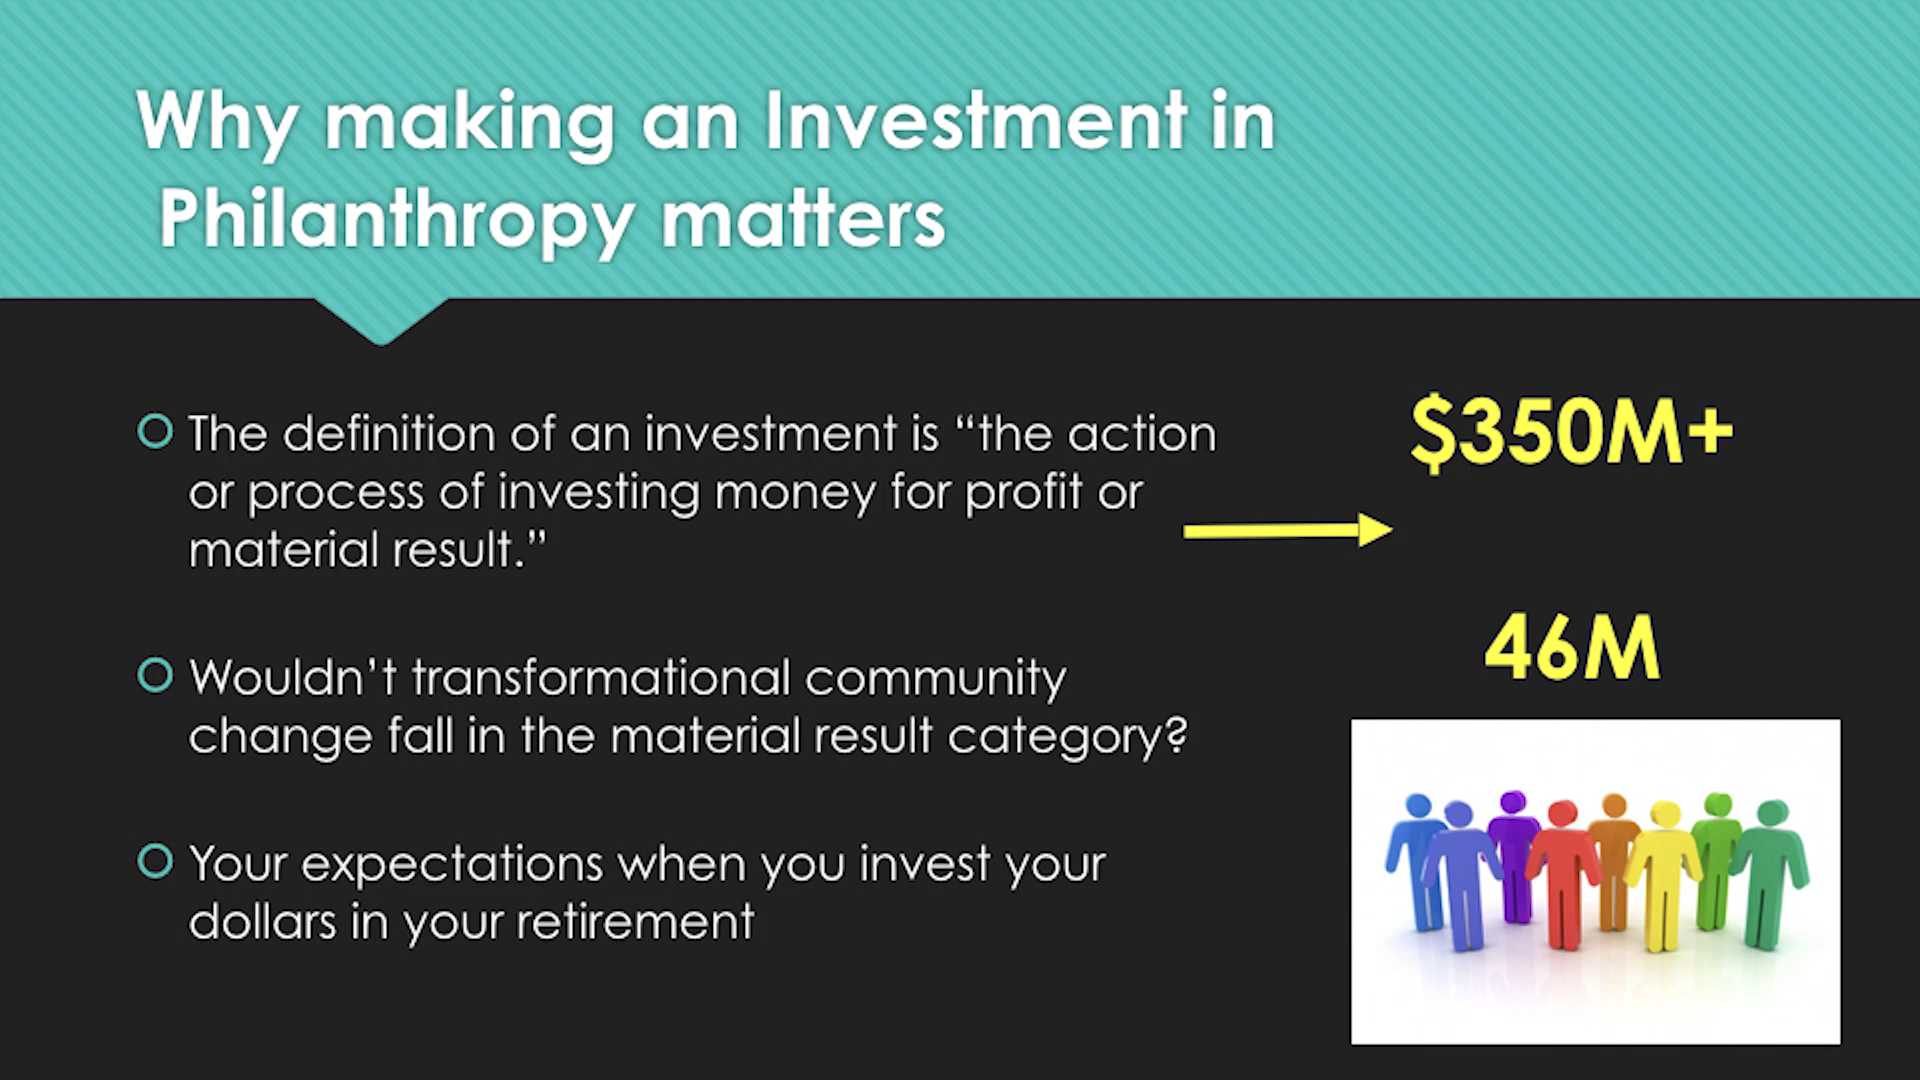 Why making an Investment in
Philanthropy matters
The definition of an investment is “the action
or process of investing money for profit or
material result.”
Wouldn’t transformational community
change fall in the material result category?
Your expectations when you invest your
dollars in your retirement
$350M+
46M